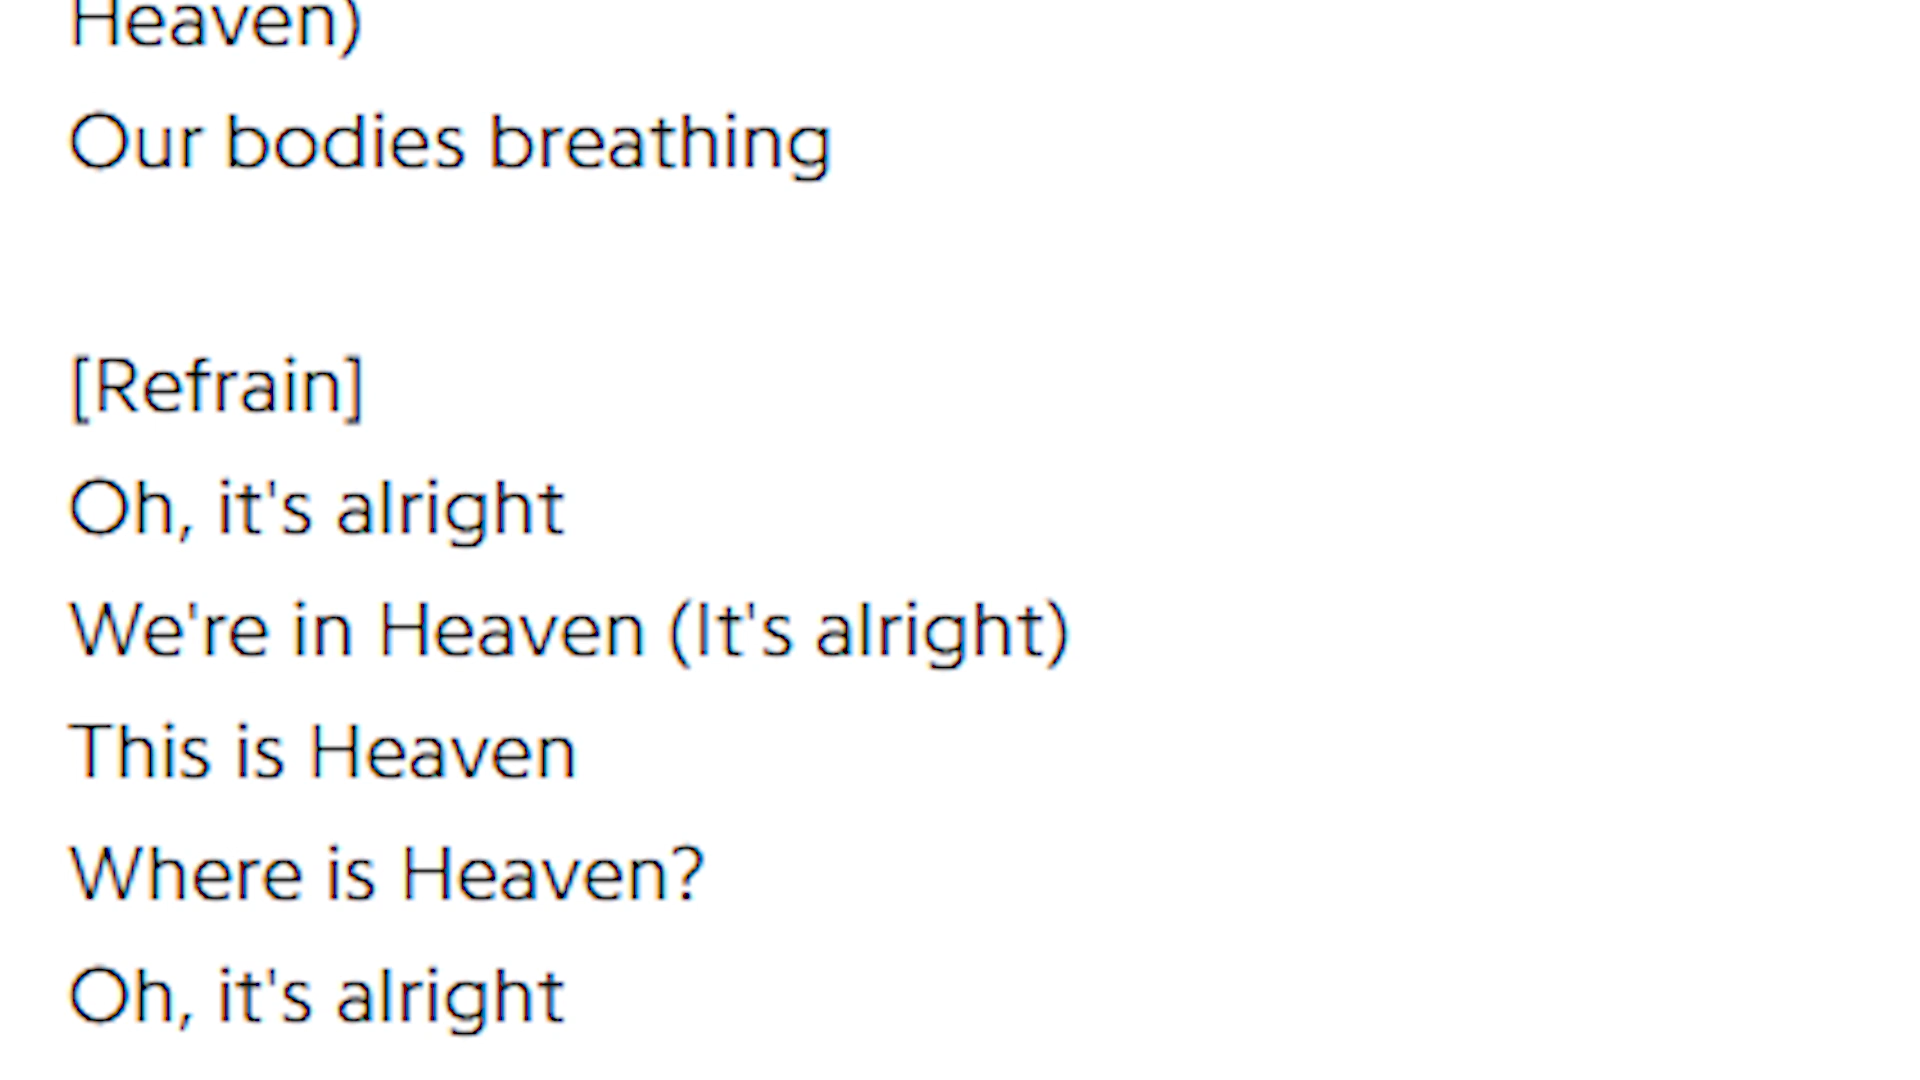 Heaven)
Our bodies breathing
[Refrain]
Oh, it's alright
We're in Heaven (It's alright)
This is Heaven
Where is Heaven?
Oh, it's alright